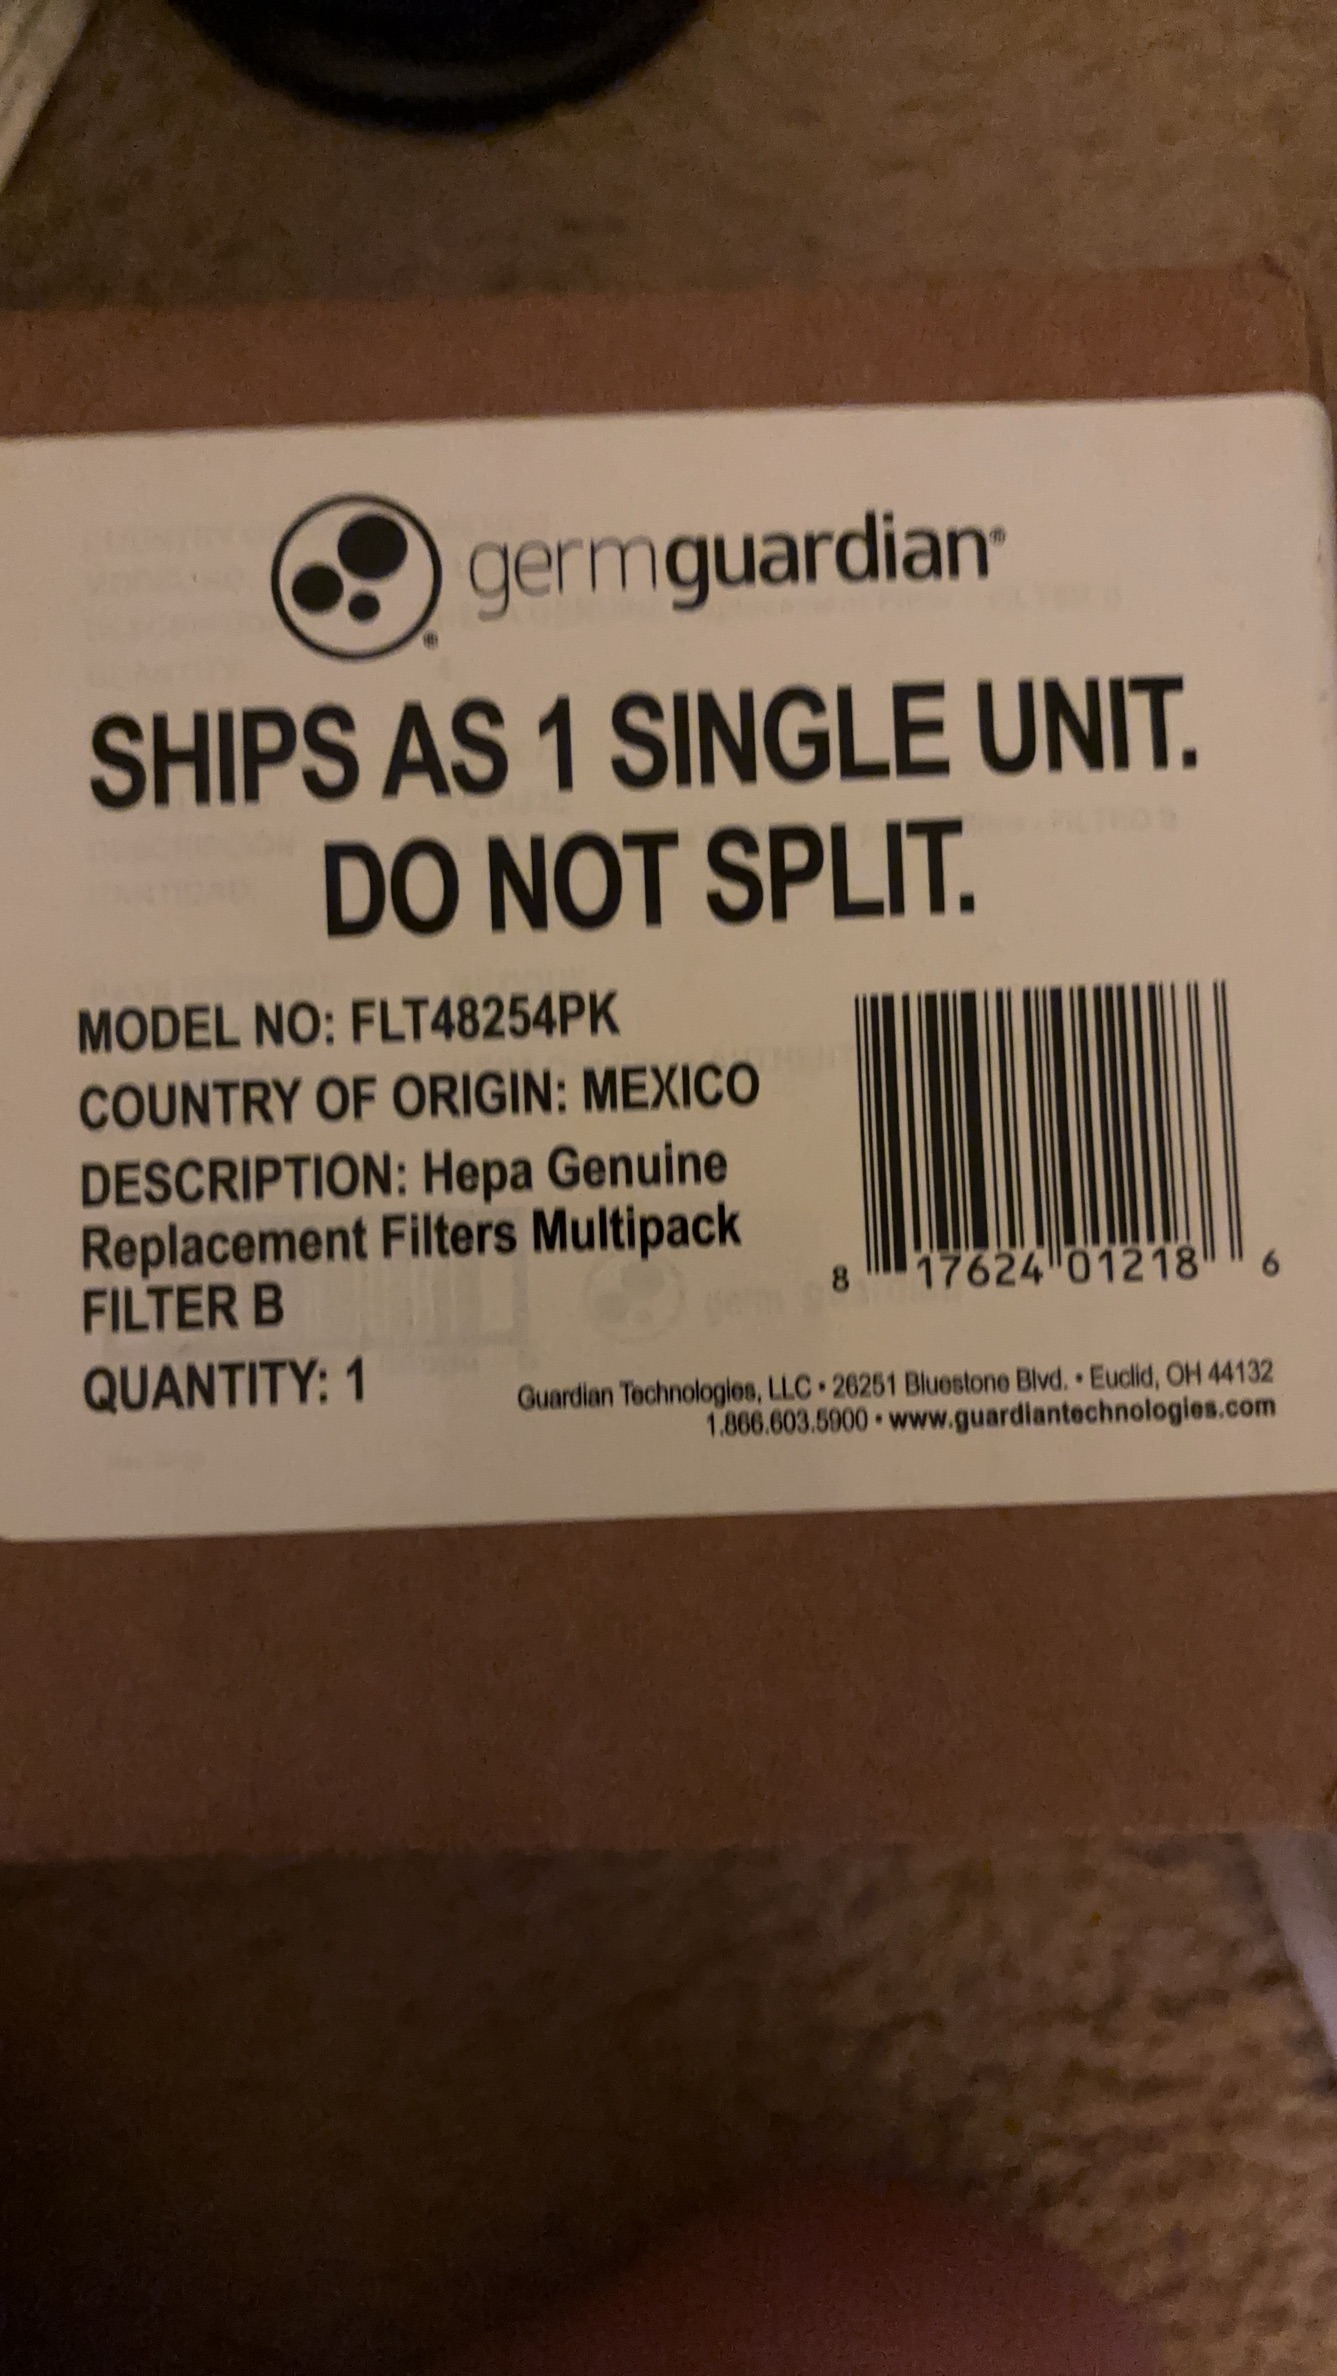 germguardian®
SHIPS AS 1 SINGLE UNIT.
DO NOT SPLIT.
MODEL NO: FLT48254PK
COUNTRY OF ORIGIN: MEXICO
DESCRIPTION: Hepa Genuine
Replacement Filters Multipack
FILTER B
QUANTITY: 1
8 17624 01218 6
Guardian Technologies, LLC • 26251 Bluestone Blvd. • Euclid, OH 44132
1.866.603.5900 • www.guardiantechnologies.com